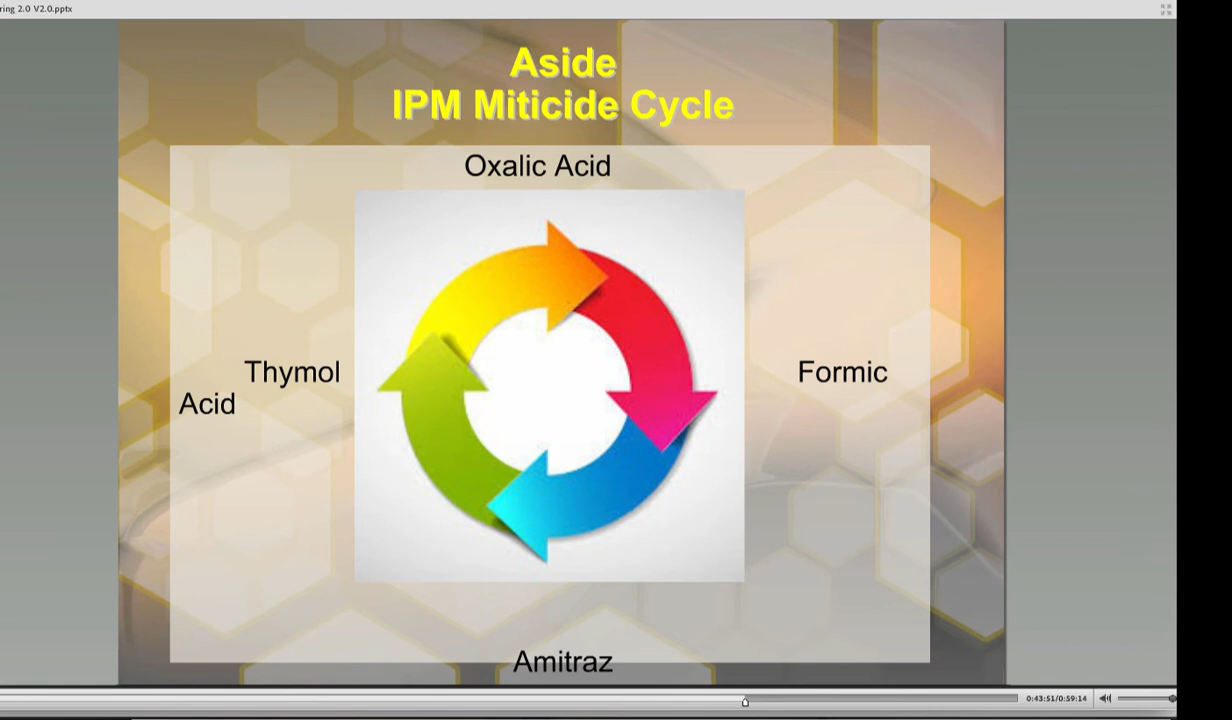 ring 2.0 V2.0.pptx
Aside
IPM Miticide Cycle
Oxalic Acid
Thymol Formic
Acid
Amitraz
0:43:51/0:59:14